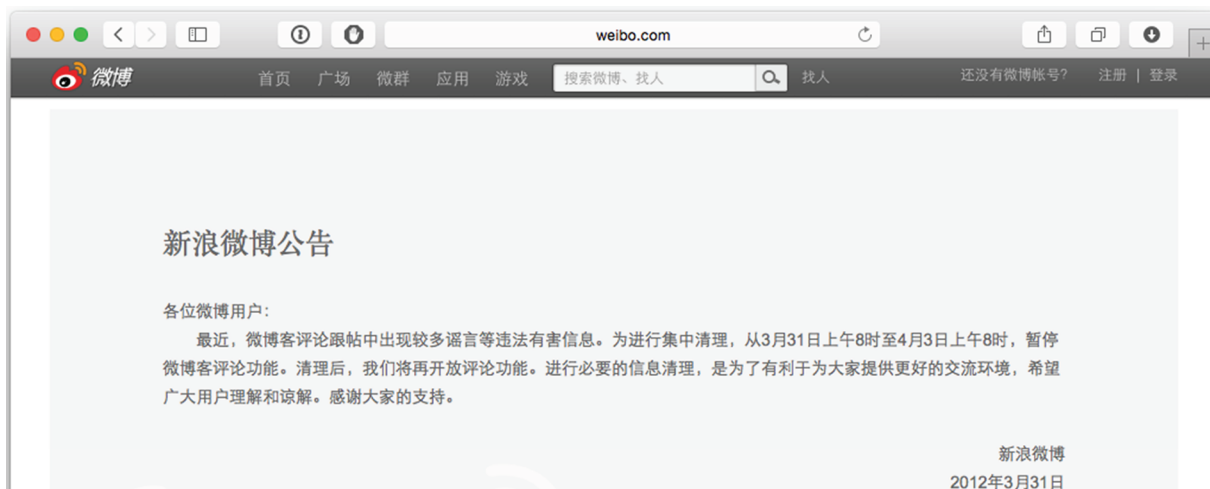 weibo.com
微博 首页 广场 微群 应用 游戏 搜索微博、找人 找人 还没有微博帐号? 注册 | 登录
新浪微博公告
各位微博用户:
最近,微博客评论跟帖中出现较多谣言等违法有害信息。为进行集中清理,从3月31日上午8时至4月3日上午8时,暂停
微博客评论功能。清理后,我们将再开放评论功能。进行必要的信息清理,是为了有利于为大家提供更好的交流环境,希望
广大用户理解和谅解。感谢大家的支持。
新浪微博
2012年3月31日